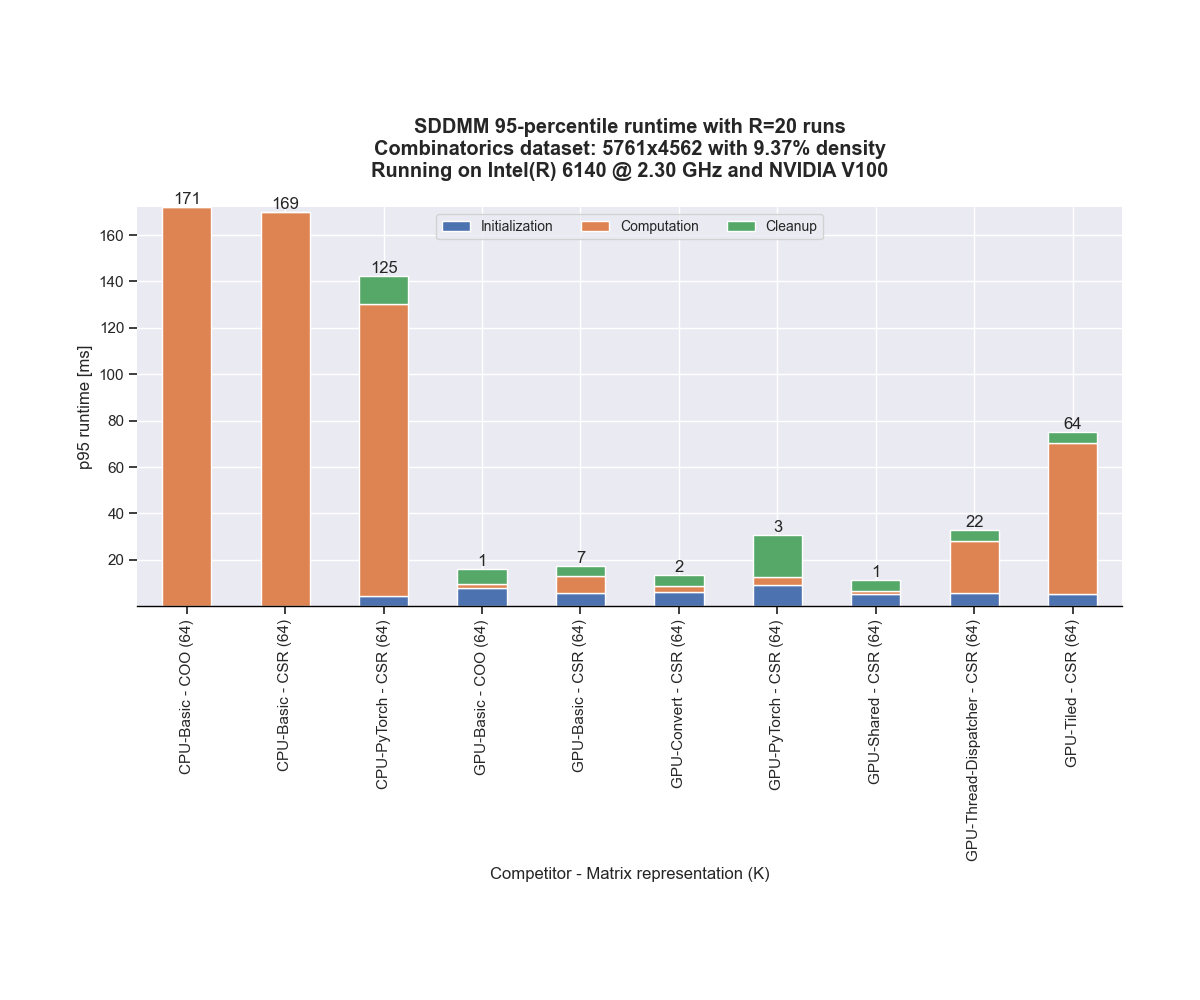 SDDMM 95-percentile runtime with R=20 runs
Combinatorics dataset: 5761x4562 with 9.37% density
Running on Intel(R) 6140 @ 2.30 GHz and NVIDIA V100
171
169
125
1
7
2
3
1
22
64
Initialization
Computation
Cleanup
160
140
120
100
80
60
40
20
p95 runtime [ms]
CPU-Basic - COO (64)
CPU-Basic - CSR (64)
CPU-PyTorch - CSR (64)
GPU-Basic - COO (64)
GPU-Basic - CSR (64)
GPU-Convert - CSR (64)
GPU-PyTorch - CSR (64)
GPU-Shared - CSR (64)
GPU-Thread-Dispatcher - CSR (64)
GPU-Tiled - CSR (64)
Competitor - Matrix representation (K)